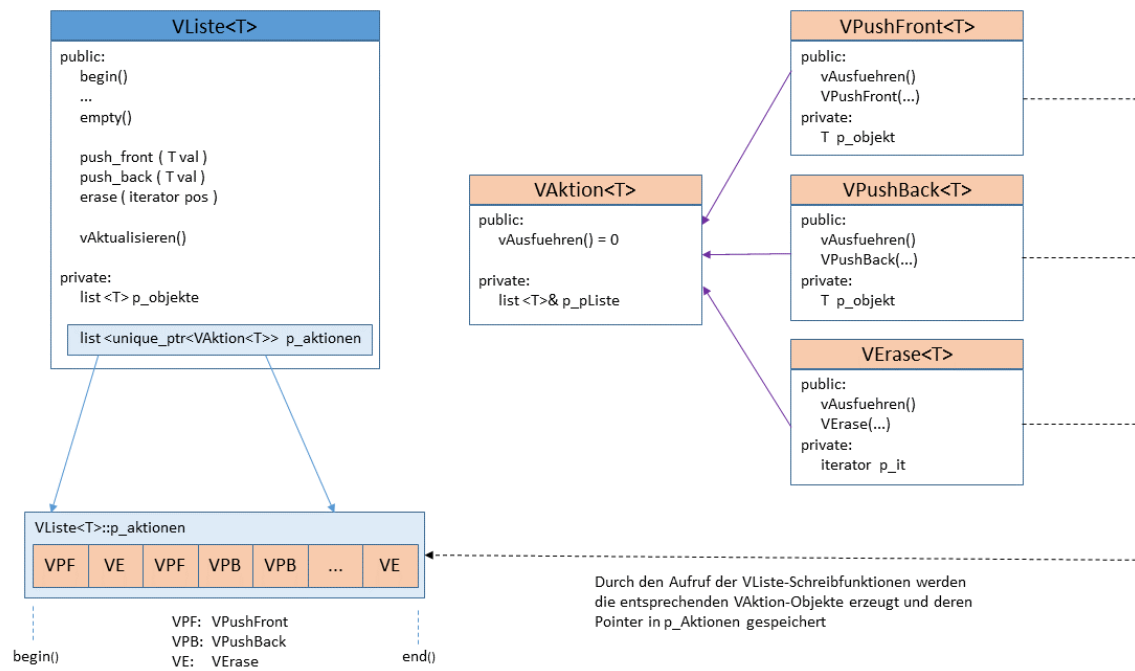 VListe<T>
public:
begin()
...
empty()
push_front ( T val )
push_back ( T val )
erase ( iterator pos )
vAktualisieren()
private:
list <T> p_objekte
list <unique_ptr<VAktion<T>> p_aktionen
VAktion<T>
public:
vAusfuehren() = 0
private:
list <T>& p_pListe
VPushFront<T>
public:
vAusfuehren()
VPushFront(...)
private:
T p_objekt
VPushBack<T>
public:
vAusfuehren()
VPushBack(...)
private:
T p_objekt
VErase<T>
public:
vAusfuehren()
VErase(...)
private:
iterator p_it
VListe<T>::p_aktionen
VPF VE VPF VPB VPB ... VE
begin()
end()
VPF: VPushFront
VPB: VPushBack
VE: VErase
Durch den Aufruf der VListe-Schreibfunktionen werden
die entsprechenden VAktion-Objekte erzeugt und deren
Pointer in p_Aktionen gespeichert